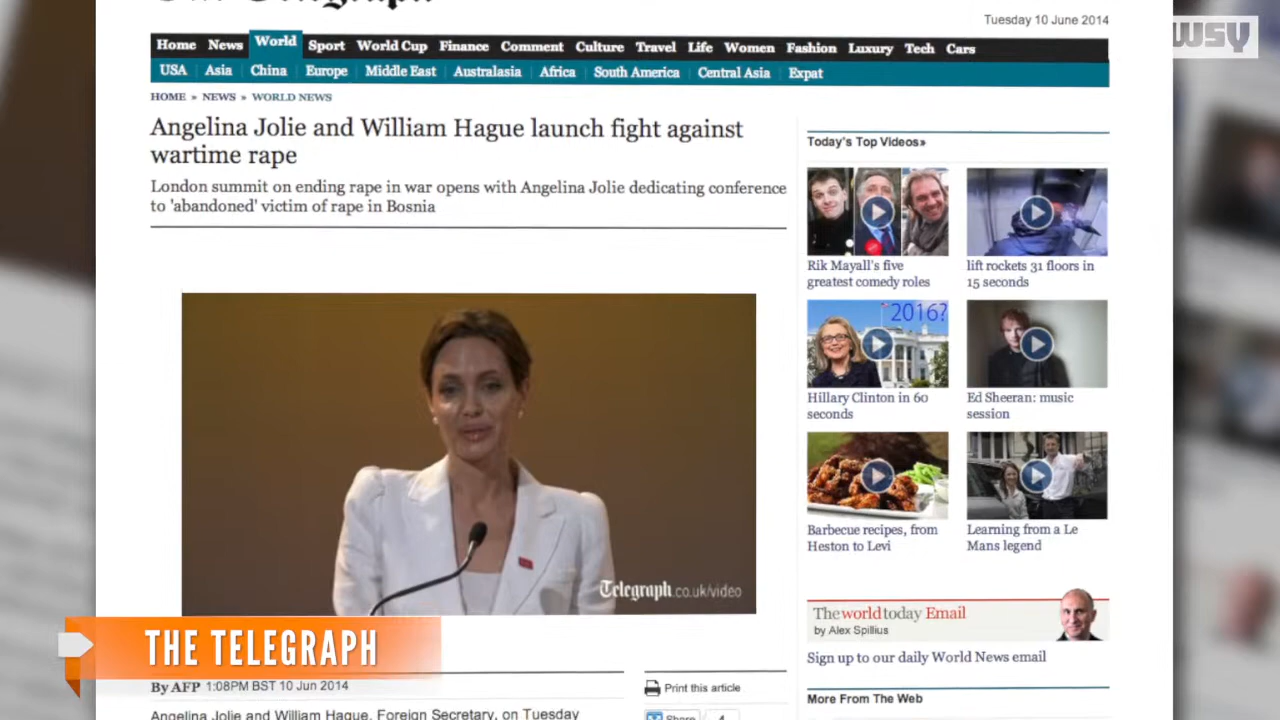 Tuesday 10 June 2014
WSY
Home News World Sport World Cup Finance Comment Culture Travel Life Women Fashion Luxury Tech Cars
USA Asia China Europe Middle East Australasia Africa South America Central Asia Expat
HOME » NEWS » WORLD NEWS
Angelina Jolie and William Hague launch fight against
wartime rape
London summit on ending rape in war opens with Angelina Jolie dedicating conference
to 'abandoned' victim of rape in Bosnia
Telegraph.co.uk/video
THE TELEGRAPH
By AFP 1:08PM BST 10 Jun 2014
Angelina Jolie and William Hague, Foreign Secretary, on Tuesday
Print this article
Share 4
Today's Top Videos»
Rik Mayall's five
greatest comedy roles
lift rockets 31 floors in
15 seconds
2016?
Hillary Clinton in 60
seconds
Ed Sheeran: music
session
Barbecue recipes, from
Heston to Levi
Learning from a Le
Mans legend
The world today Email
by Alex Spillius
Sign up to our daily World News email
More From The Web